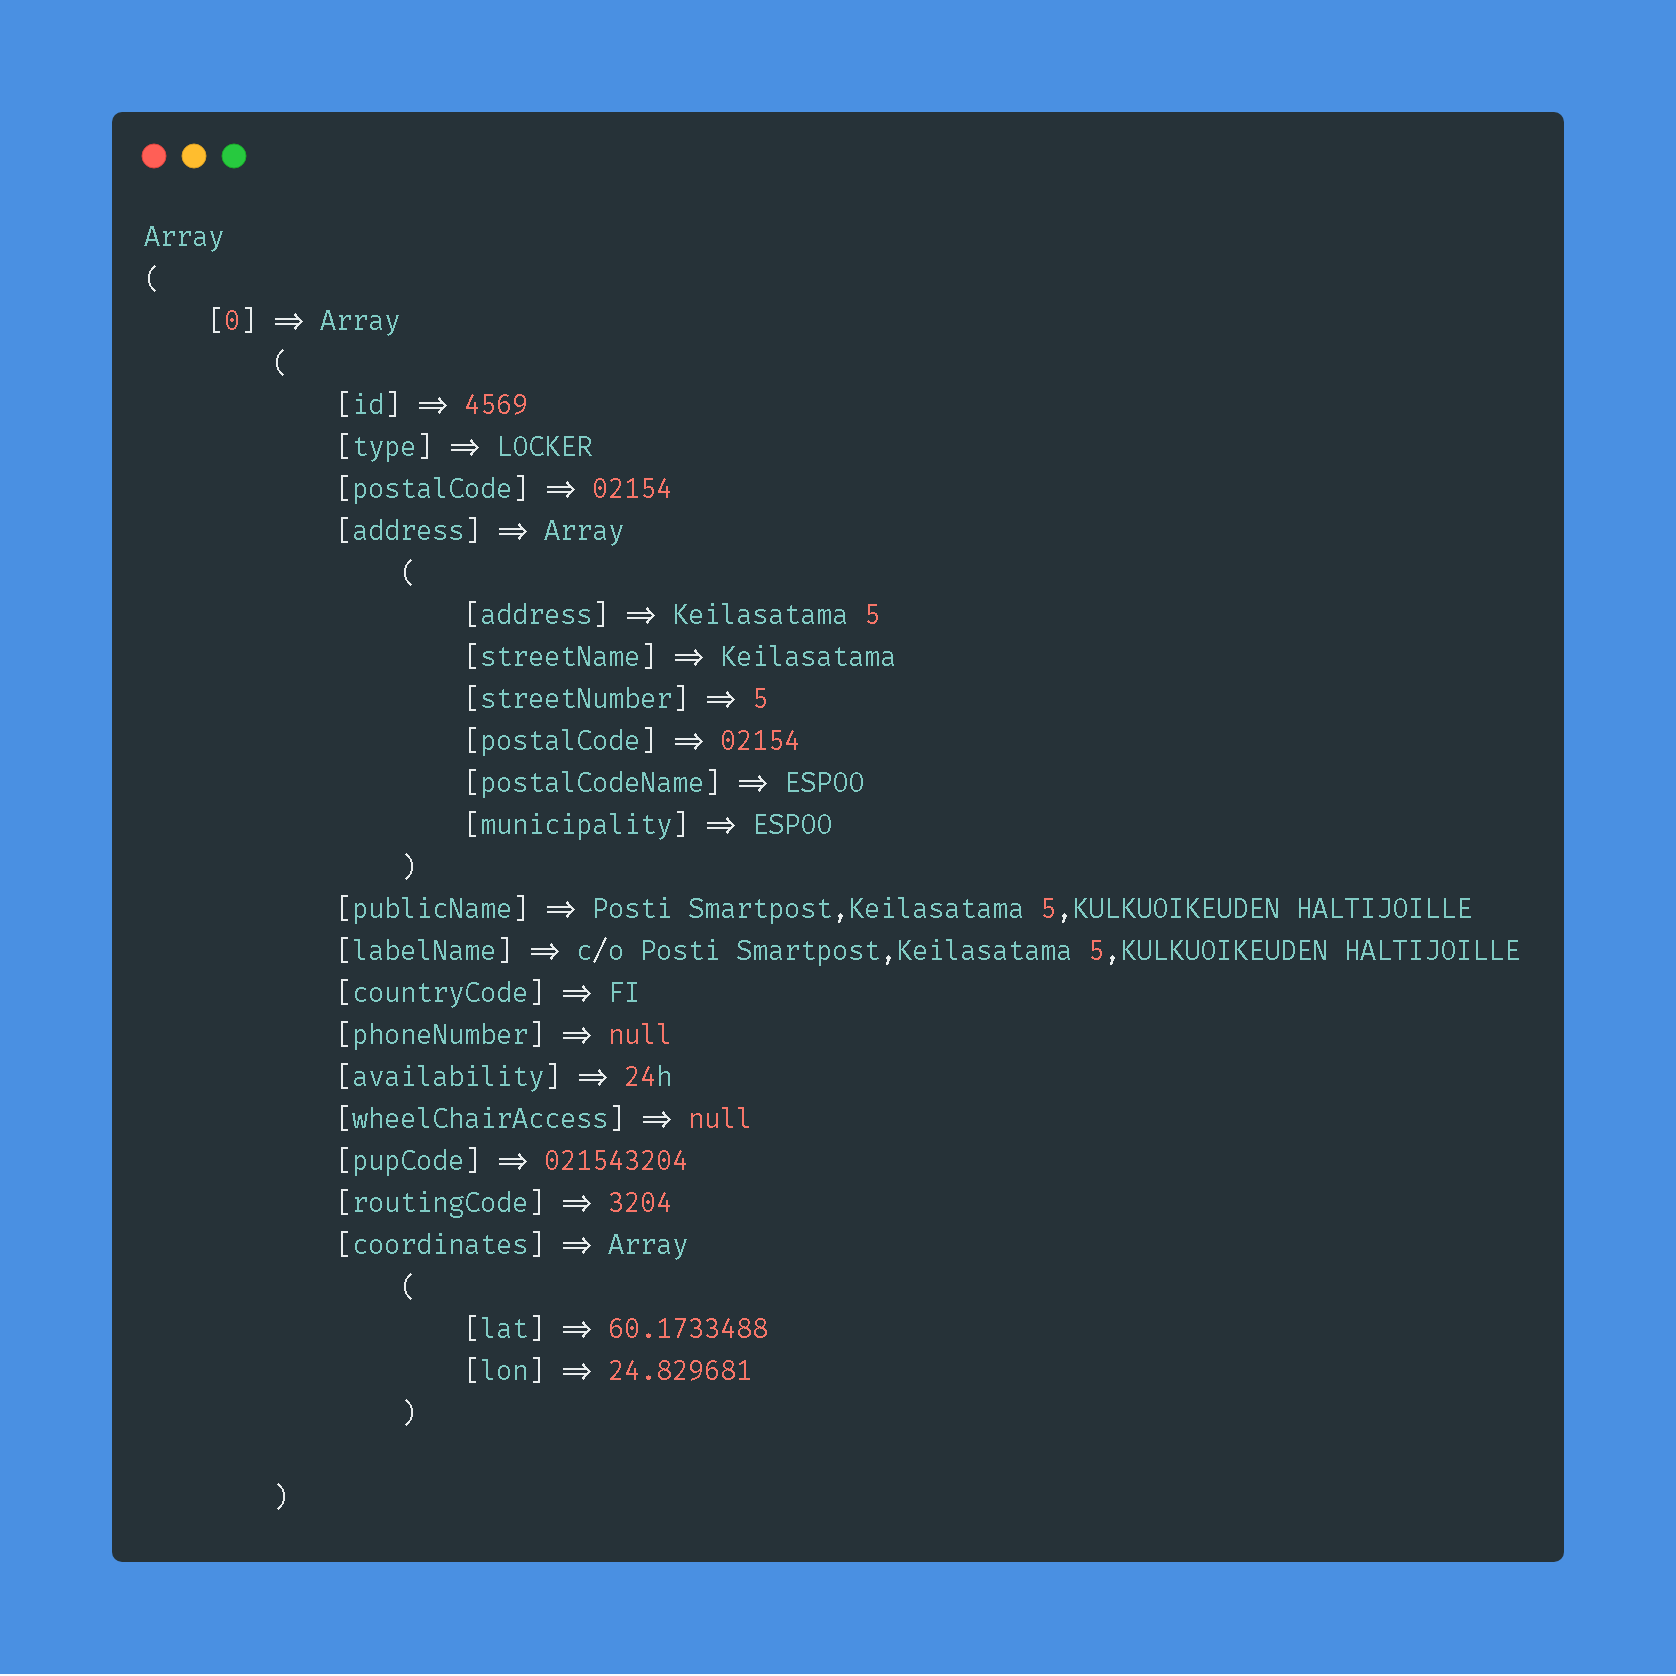 Array
(
    [0] => Array
        (
            [id] => 4569
            [type] => LOCKER
            [postalCode] => 02154
            [address] => Array
                (
                    [address] => Keilasatama 5
                    [streetName] => Keilasatama
                    [streetNumber] => 5
                    [postalCode] => 02154
                    [postalCodeName] => ESPOO
                    [municipality] => ESPOO
                )
            [publicName] => Posti Smartpost,Keilasatama 5,KULKUOIKEUDEN HALTIJOILLE
            [labelName] => c/o Posti Smartpost,Keilasatama 5,KULKUOIKEUDEN HALTIJOILLE
            [countryCode] => FI
            [phoneNumber] => null
            [availability] => 24h
            [wheelChairAccess] => null
            [pupCode] => 021543204
            [routingCode] => 3204
            [coordinates] => Array
                (
                    [lat] => 60.1733488
                    [lon] => 24.829681
                )

        )